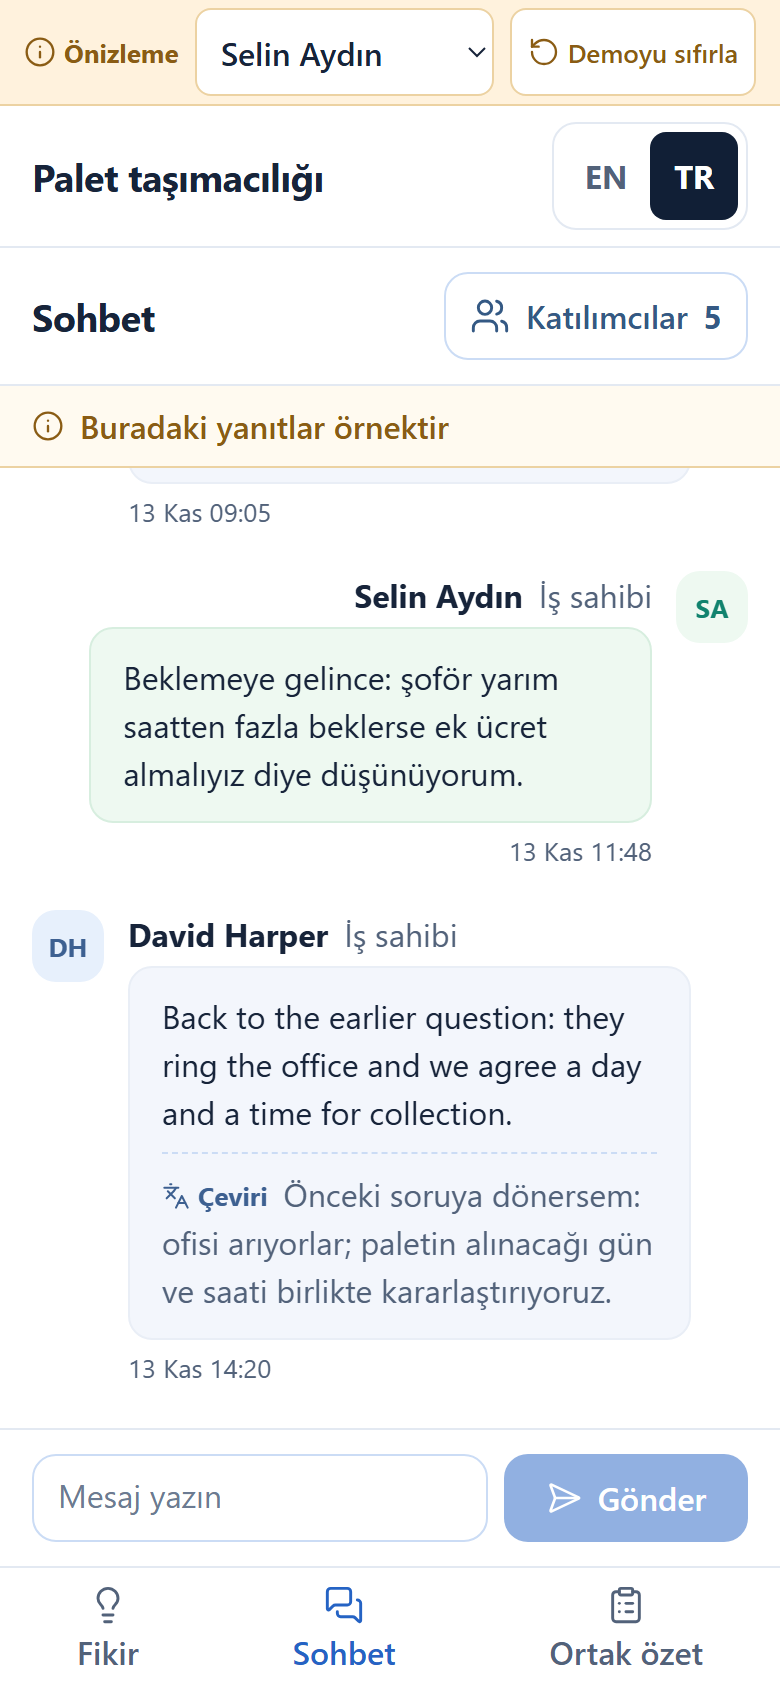 Önizleme
Selin Aydın
Demoyu sıfırla
Palet taşımacılığı
EN
TR
Sohbet
Katılımcılar 5
Buradaki yanıtlar örnektir
13 Kas 09:05
Selin Aydın İş sahibi
SA
Beklemeye gelince: şoför yarım
saatten fazla beklerse ek ücret
almalıyız diye düşünüyorum.
13 Kas 11:48
DH
David Harper İş sahibi
Back to the earlier question: they
ring the office and we agree a day
and a time for collection.
Çeviri Önceki soruya dönersem:
ofisi arıyorlar; paletin alınacağı gün
ve saati birlikte kararlaştırıyoruz.
13 Kas 14:20
Mesaj yazın
Gönder
Fikir
Sohbet
Ortak özet